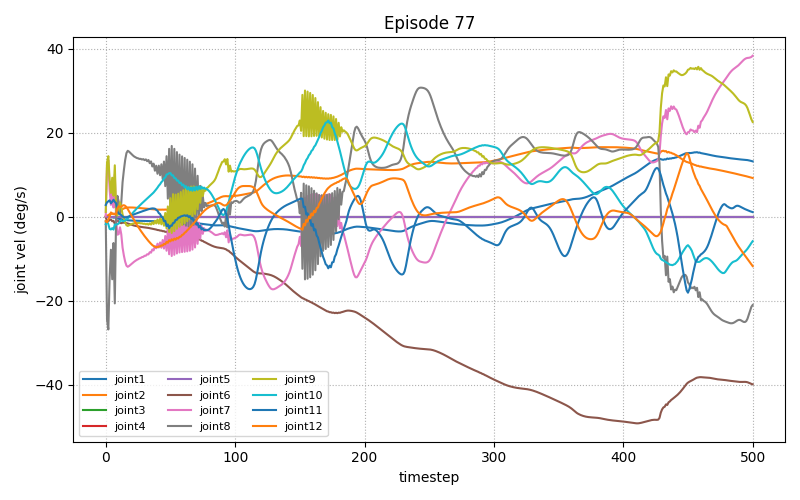 Episode 77
joint vel (deg/s)
40
20
0
−20
−40
joint1 joint5 joint9
joint2 joint6 joint10
joint3 joint7 joint11
joint4 joint8 joint12
0 100 200 300 400 500
timestep